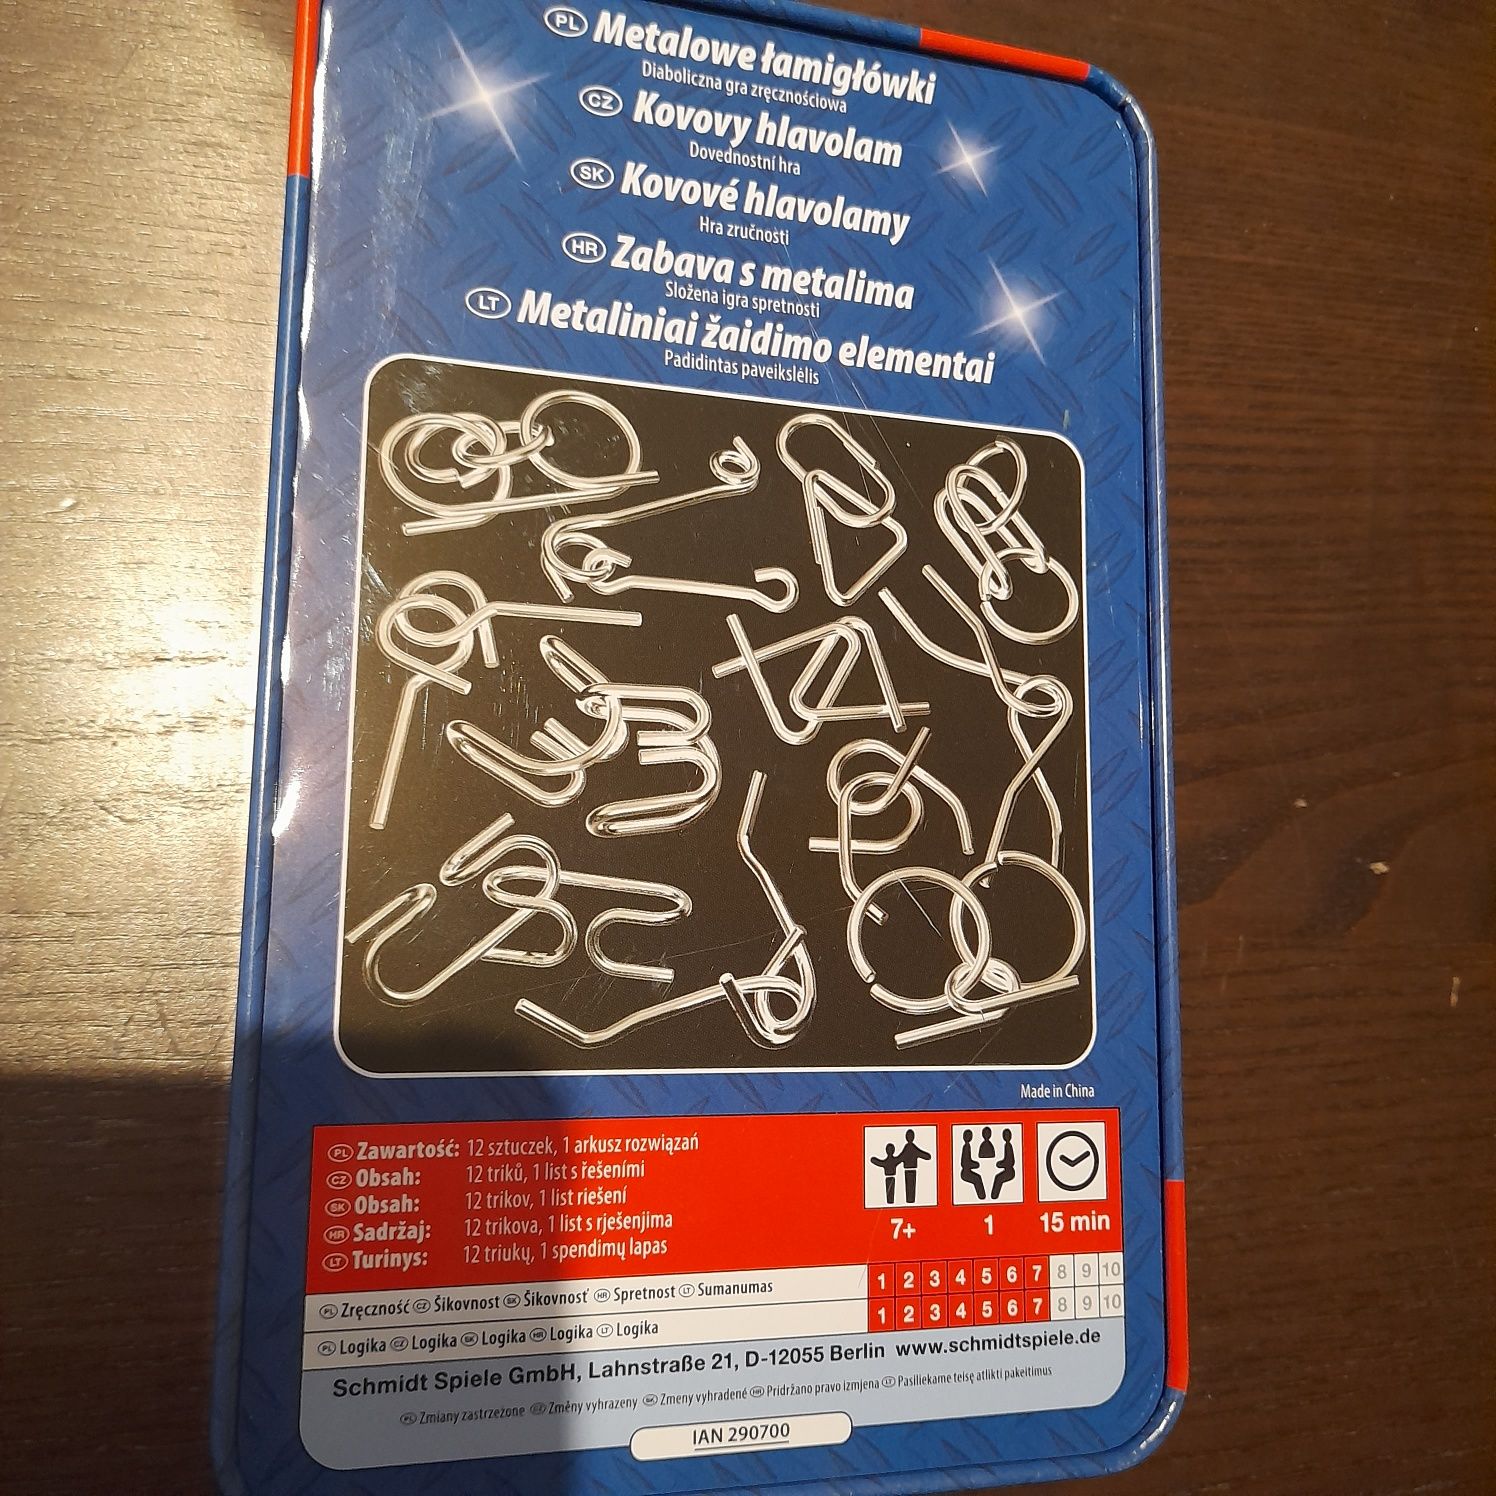 PL Metalowe łamigłówki
Diaboliczna gra zręcznościowa
CZ Kovovy hlavolam
Dovednostní hra
SK Kovové hlavolamy
Hra zručnosti
HR Zabava s metalima
Složena igra spretnosti
LT Metaliniai žaidimo elementai
Padidintas paveikslėlis
Made in China
PL Zawartość: 12 sztuczek, 1 arkusz rozwiązań
CZ Obsah: 12 triků, 1 list s řešeními
SK Obsah: 12 trikov, 1 list riešení
HR Sadržaj: 12 trikova, 1 list s rješenjima
LT Turinys: 12 triukų, 1 spendimų lapas
7+ 1 15 min
PL Zręczność CZ Šikovnost SK Šikovnosť HR Spretnost LT Sumanumas 1 2 3 4 5 6 7 8 9 10
PL Logika CZ Logika SK Logika HR Logika LT Logika 1 2 3 4 5 6 7 8 9 10
Schmidt Spiele GmbH, Lahnstraße 21, D-12055 Berlin www.schmidtspiele.de
PL Zmiany zastrzeżone CZ Změny vyhrazeny SK Zmeny vyhradené HR Pridržano pravo izmjena LT Pasiliekame teisę atlikti pakeitimus
IAN 290700